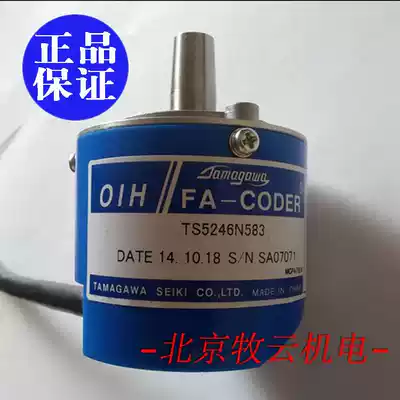 正品
保证
OIH
Tamagawa
FA-CODER
TS5246N583
DATE 14.10.18 S/N SA07071
TAMAGAWA SEIKI CO.,LTD. MADE IN
-北京牧云机电-